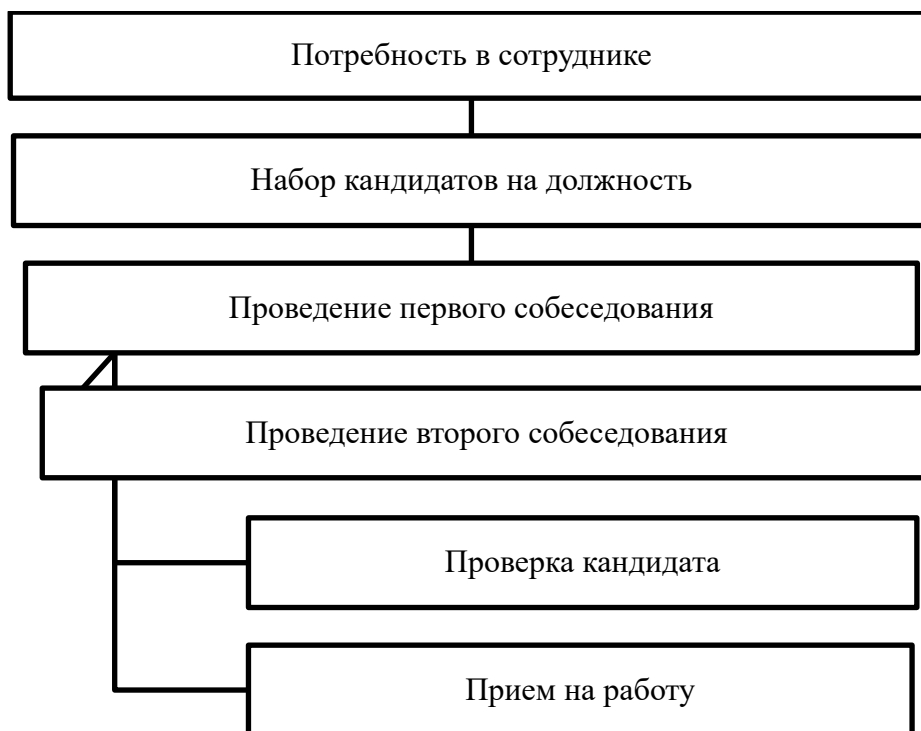 Потребность в сотруднике
Набор кандидатов на должность
Проведение первого собеседования
Проведение второго собеседования
Проверка кандидата
Прием на работу